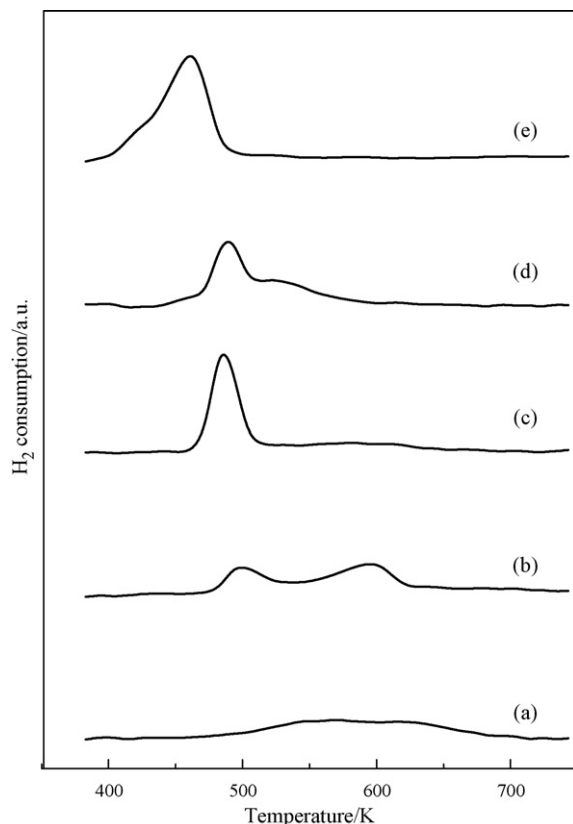 (e)
(d)
(c)
(b)
(a)
H₂ consumption/a.u.
400 500 600 700
Temperature/K